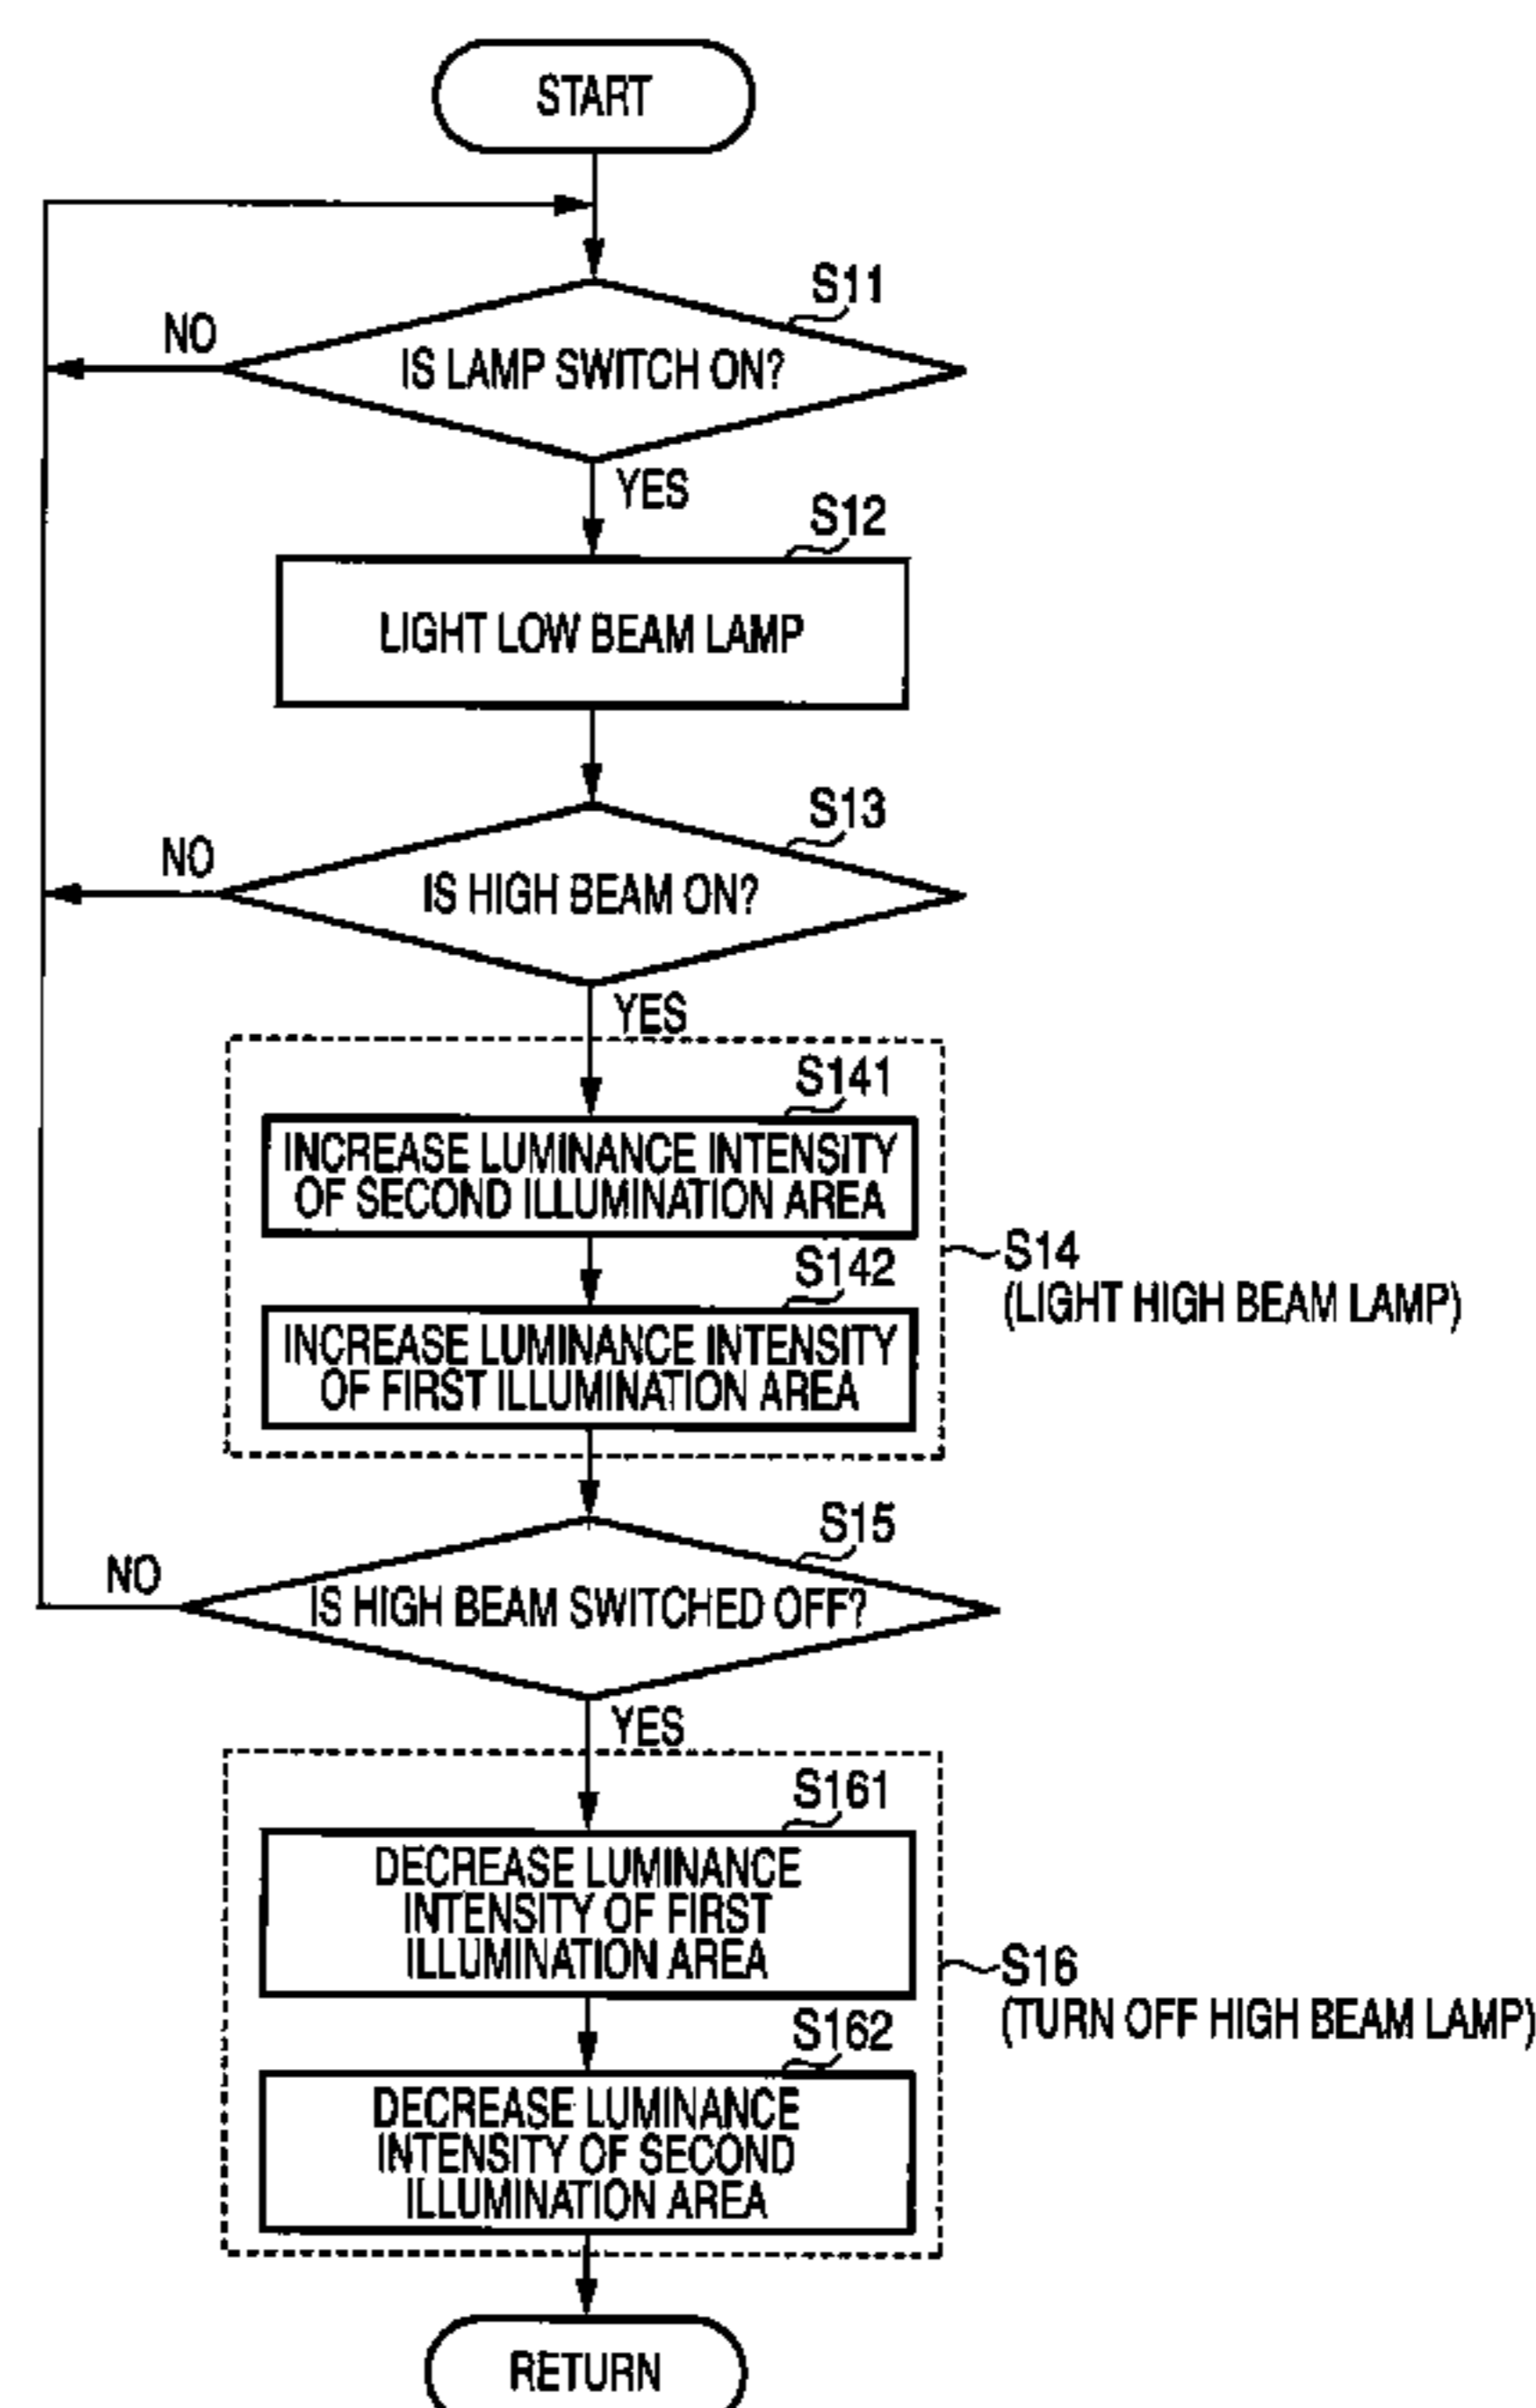 START
S11
NO
IS LAMP SWITCH ON?
YES
S12
LIGHT LOW BEAM LAMP
S13
NO
IS HIGH BEAM ON?
YES
S141
INCREASE LUMINANCE INTENSITY
OF SECOND ILLUMINATION AREA
S14
(LIGHT HIGH BEAM LAMP)
S142
INCREASE LUMINANCE INTENSITY
OF FIRST ILLUMINATION AREA
S15
NO
IS HIGH BEAM SWITCHED OFF?
YES
S161
DECREASE LUMINANCE
INTENSITY OF FIRST
ILLUMINATION AREA
S16
(TURN OFF HIGH BEAM LAMP)
S162
DECREASE LUMINANCE
INTENSITY OF SECOND
ILLUMINATION AREA
RETURN